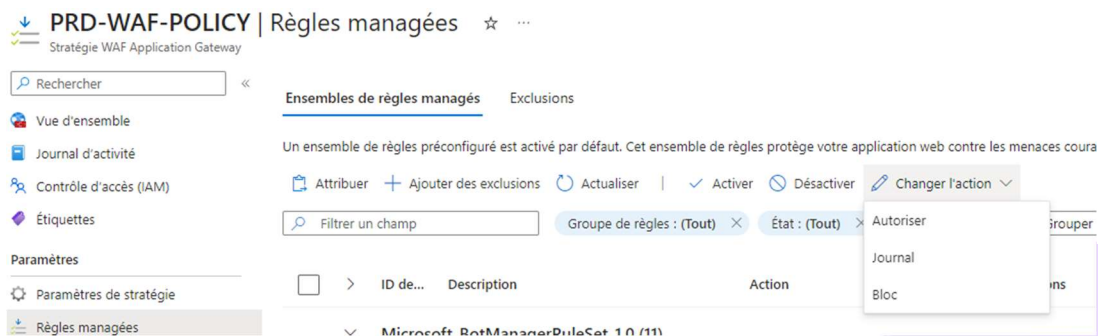 PRD-WAF-POLICY | Règles managées
Stratégie WAF Application Gateway
Rechercher
Vue d'ensemble
Journal d'activité
Contrôle d'accès (IAM)
Étiquettes
Paramètres
Paramètres de stratégie
Règles managées
Ensembles de règles managés Exclusions
Un ensemble de règles préconfiguré est activé par défaut. Cet ensemble de règles protège votre application web contre les menaces coura
Attribuer Ajouter des exclusions Actualiser Activer Désactiver Changer l'action
Filtrer un champ Groupe de règles : (Tout) État : (Tout) Grouper
Autoriser
Journal
Bloc
ID de... Description Action ons
Microsoft_BotManagerRuleSet_1.0 (11)